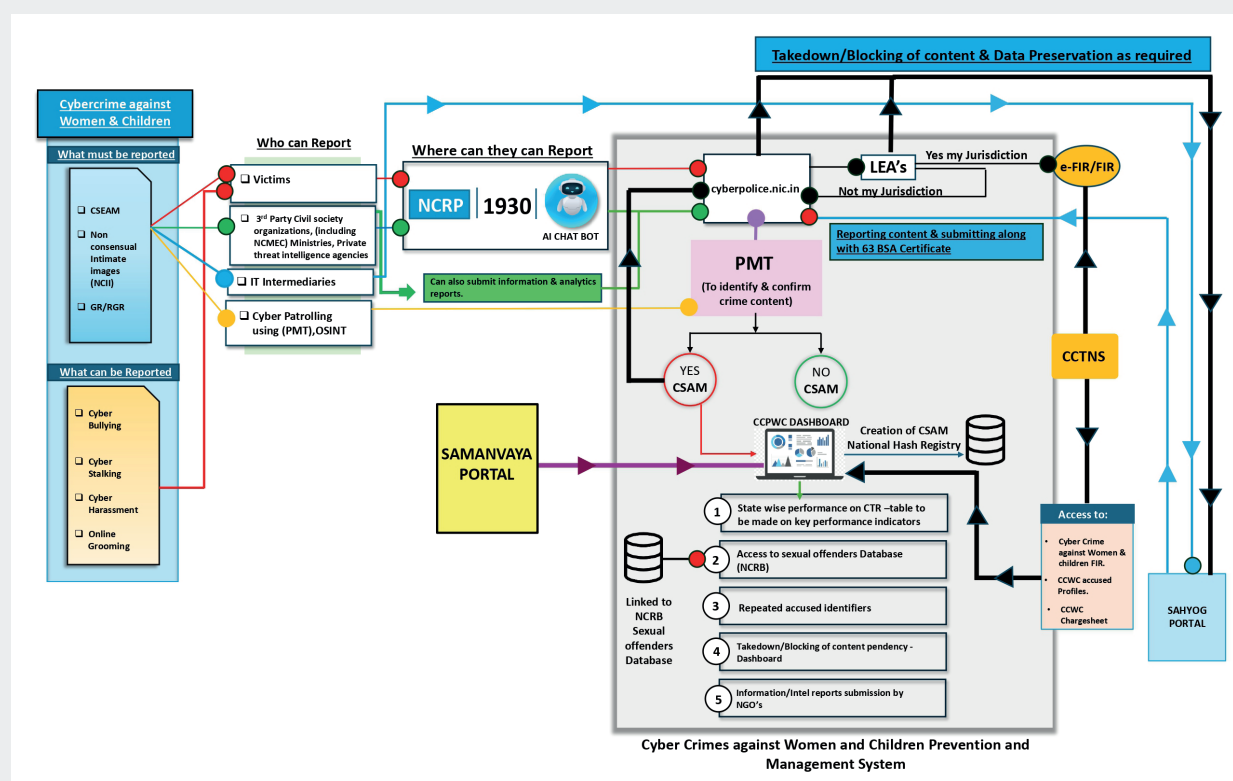 Takedown/Blocking of content & Data Preservation as required
Cybercrime against
Women & Children
What must be reported
❑ CSEAM
❑ Non
consensual
Intimate
images
(NCII)
❑ GR/RGR
What can be Reported
❑ Cyber
Bullying
❑ Cyber
Stalking
❑ Cyber
Harassment
❑ Online
Grooming
Who can Report
❑ Victims
❑ 3rd Party Civil society
organizations, (including
NCMEC) Ministries, Private
threat intelligence agencies
❑ IT Intermediaries
❑ Cyber Patrolling
using (PMT),OSINT
Where can they can Report
NCRP
1930
AI CHAT BOT
Can also submit information & analytics
reports.
cyberpolice.nic.in
LEA's
Yes my Jurisdiction
Not my Jurisdiction
e-FIR/FIR
Reporting content & submitting along
with 63 BSA Certificate
PMT
(To identify & confirm
crime content)
YES
CSAM
NO
CSAM
CCTNS
SAMANVAYA
PORTAL
CCPWC DASHBOARD
Creation of CSAM
National Hash Registry
1
State wise performance on CTR –table to
be made on key performance indicators
2
Access to sexual offenders Database
(NCRB)
3
Repeated accused identifiers
4
Takedown/Blocking of content pendency -
Dashboard
5
Information/Intel reports submission by
NGO's
Linked to
NCRB
Sexual
offenders
Database
Access to:
• Cyber Crime
against Women &
children FIR.
• CCWC accused
Profiles.
• CCWC
Chargesheet
SAHYOG
PORTAL
Cyber Crimes against Women and Children Prevention and
Management System